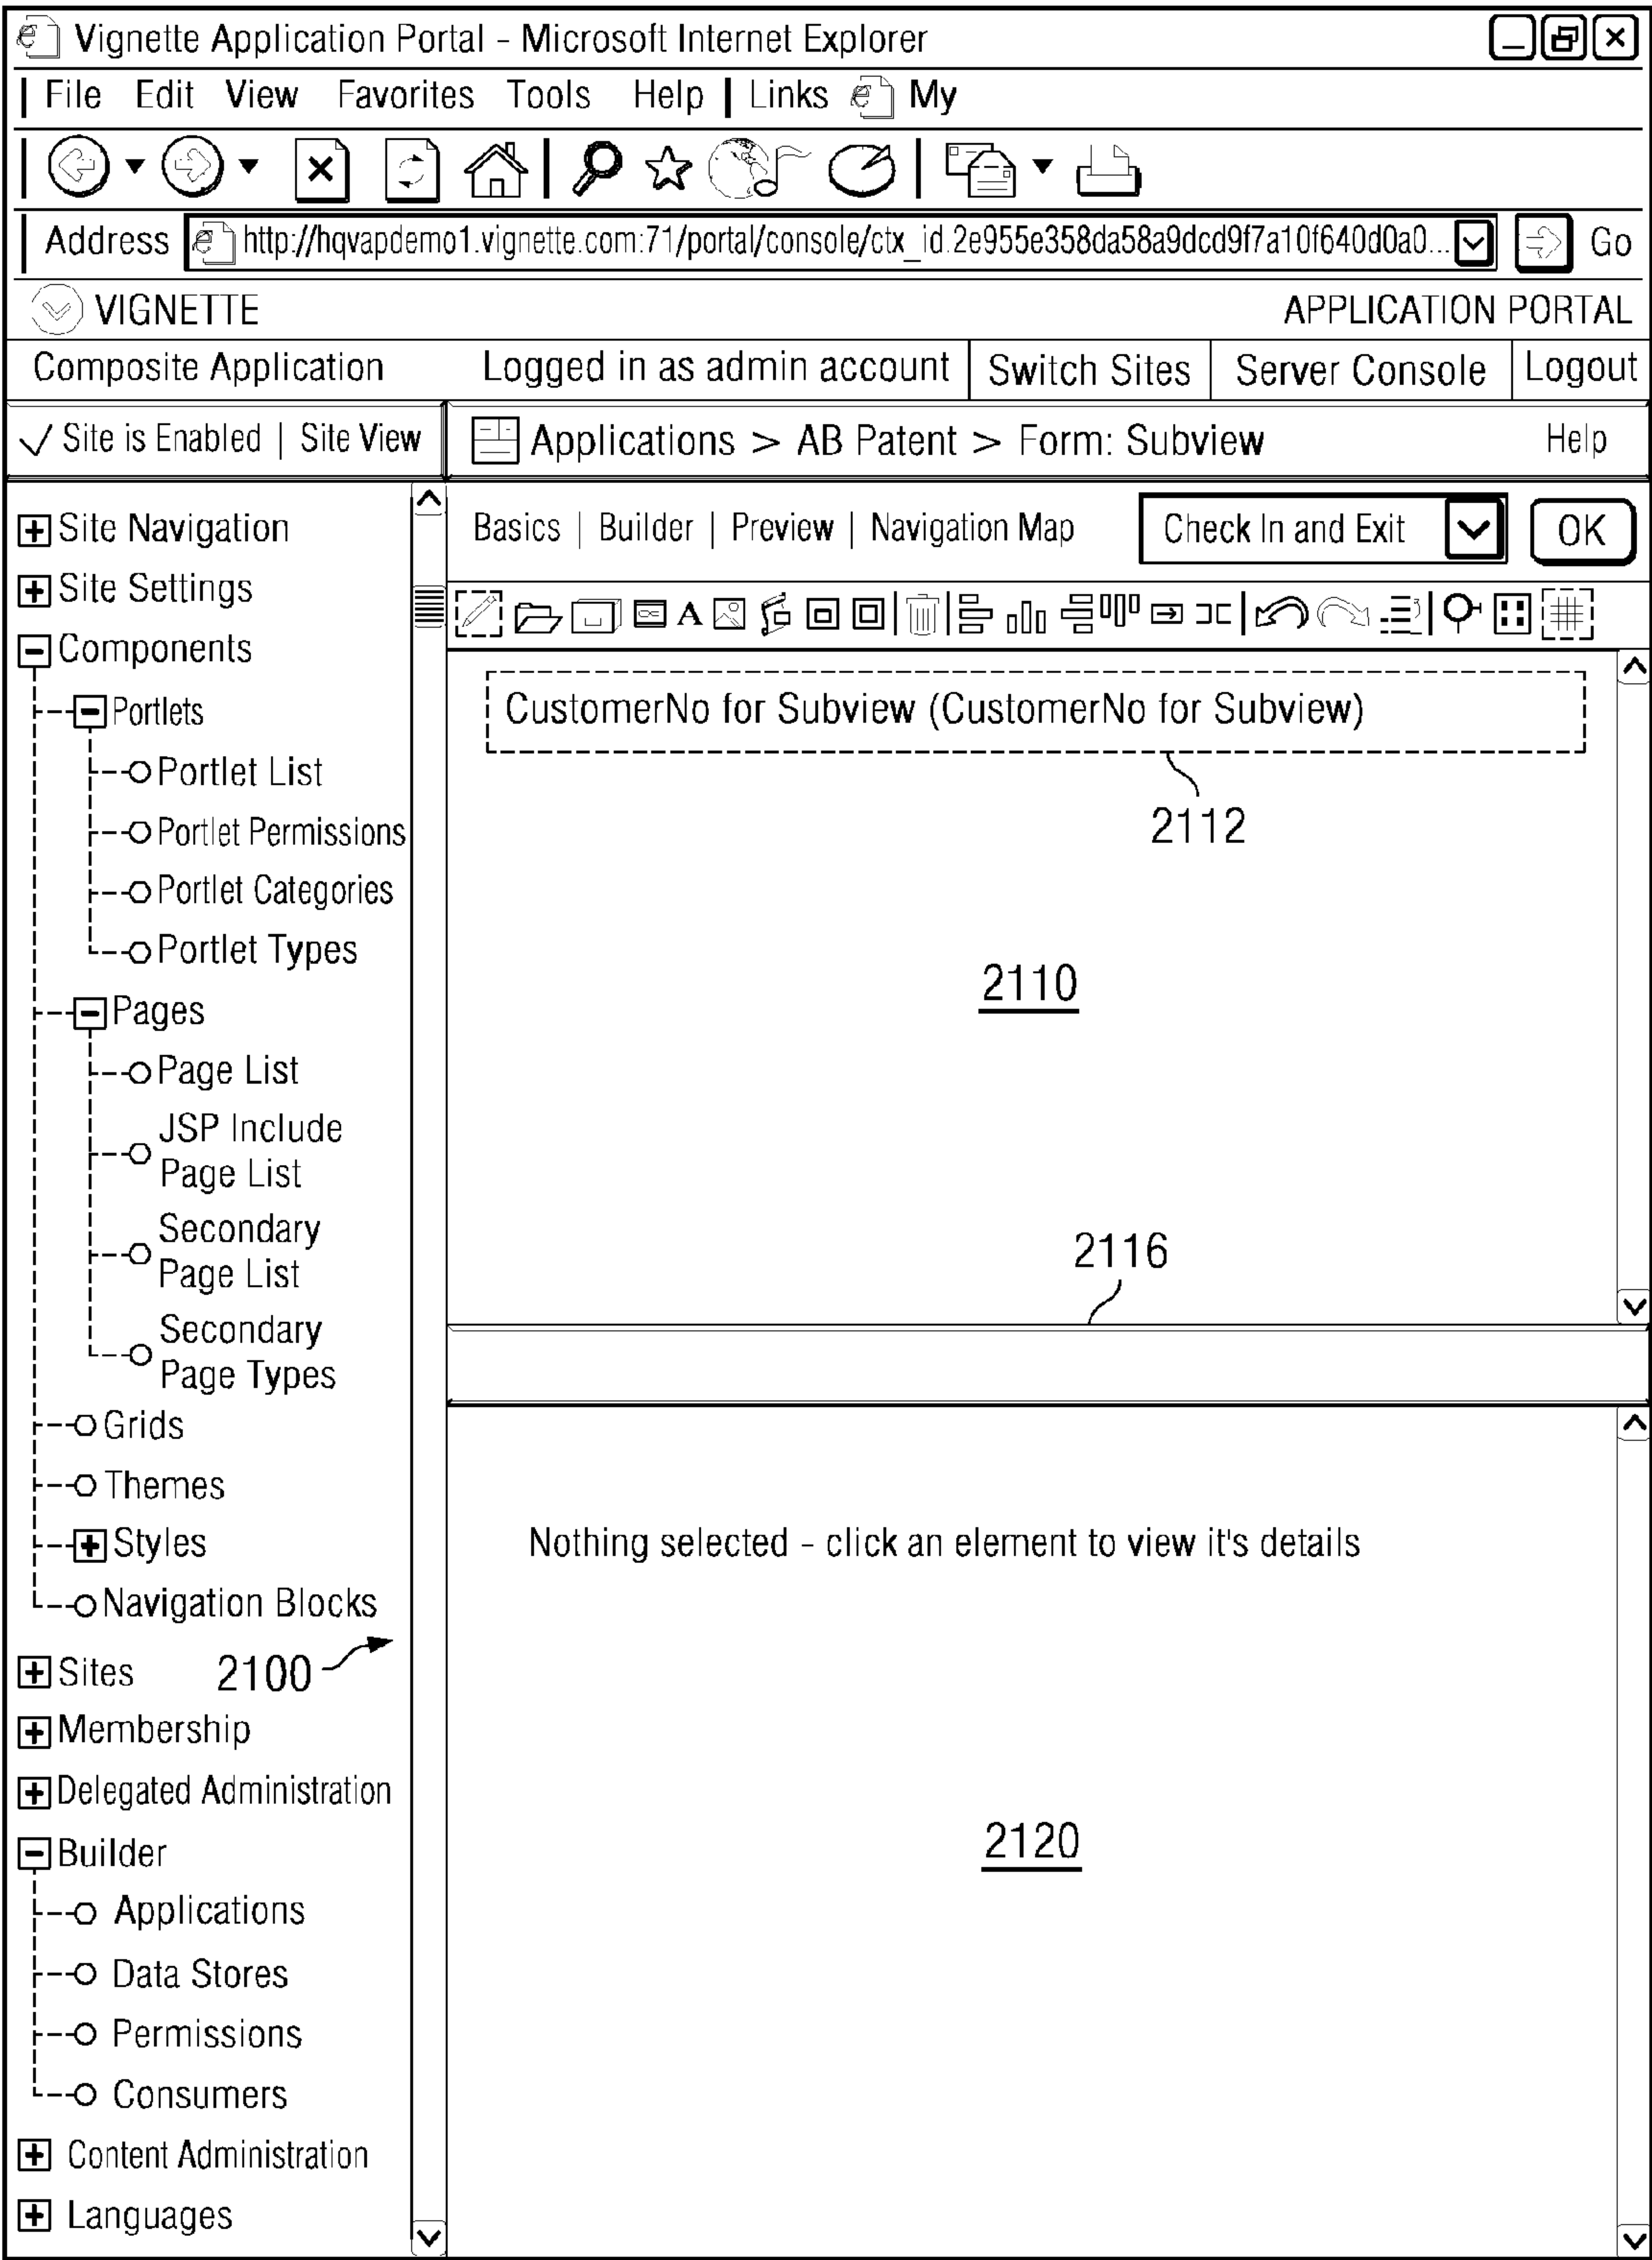 Vignette Application Portal - Microsoft Internet Explorer
File Edit View Favorites Tools Help | Links My
Address http://hqvapdemo1.vignette.com:71/portal/console/ctx_id.2e955e358da58a9dcd9f7a10f640d0a0... Go
VIGNETTE APPLICATION PORTAL
Composite Application Logged in as admin account Switch Sites Server Console Logout
Site is Enabled | Site View Applications > AB Patent > Form: Subview Help
Site Navigation
Site Settings
Components
Portlets
Portlet List
Portlet Permissions
Portlet Categories
Portlet Types
Pages
Page List
JSP Include
Page List
Secondary
Page List
Secondary
Page Types
Grids
Themes
Styles
Navigation Blocks
Sites 2100
Membership
Delegated Administration
Builder
Applications
Data Stores
Permissions
Consumers
Content Administration
Languages
Basics | Builder | Preview | Navigation Map Check In and Exit OK
A
CustomerNo for Subview (CustomerNo for Subview)
2112
2110
2116
Nothing selected - click an element to view it's details
2120